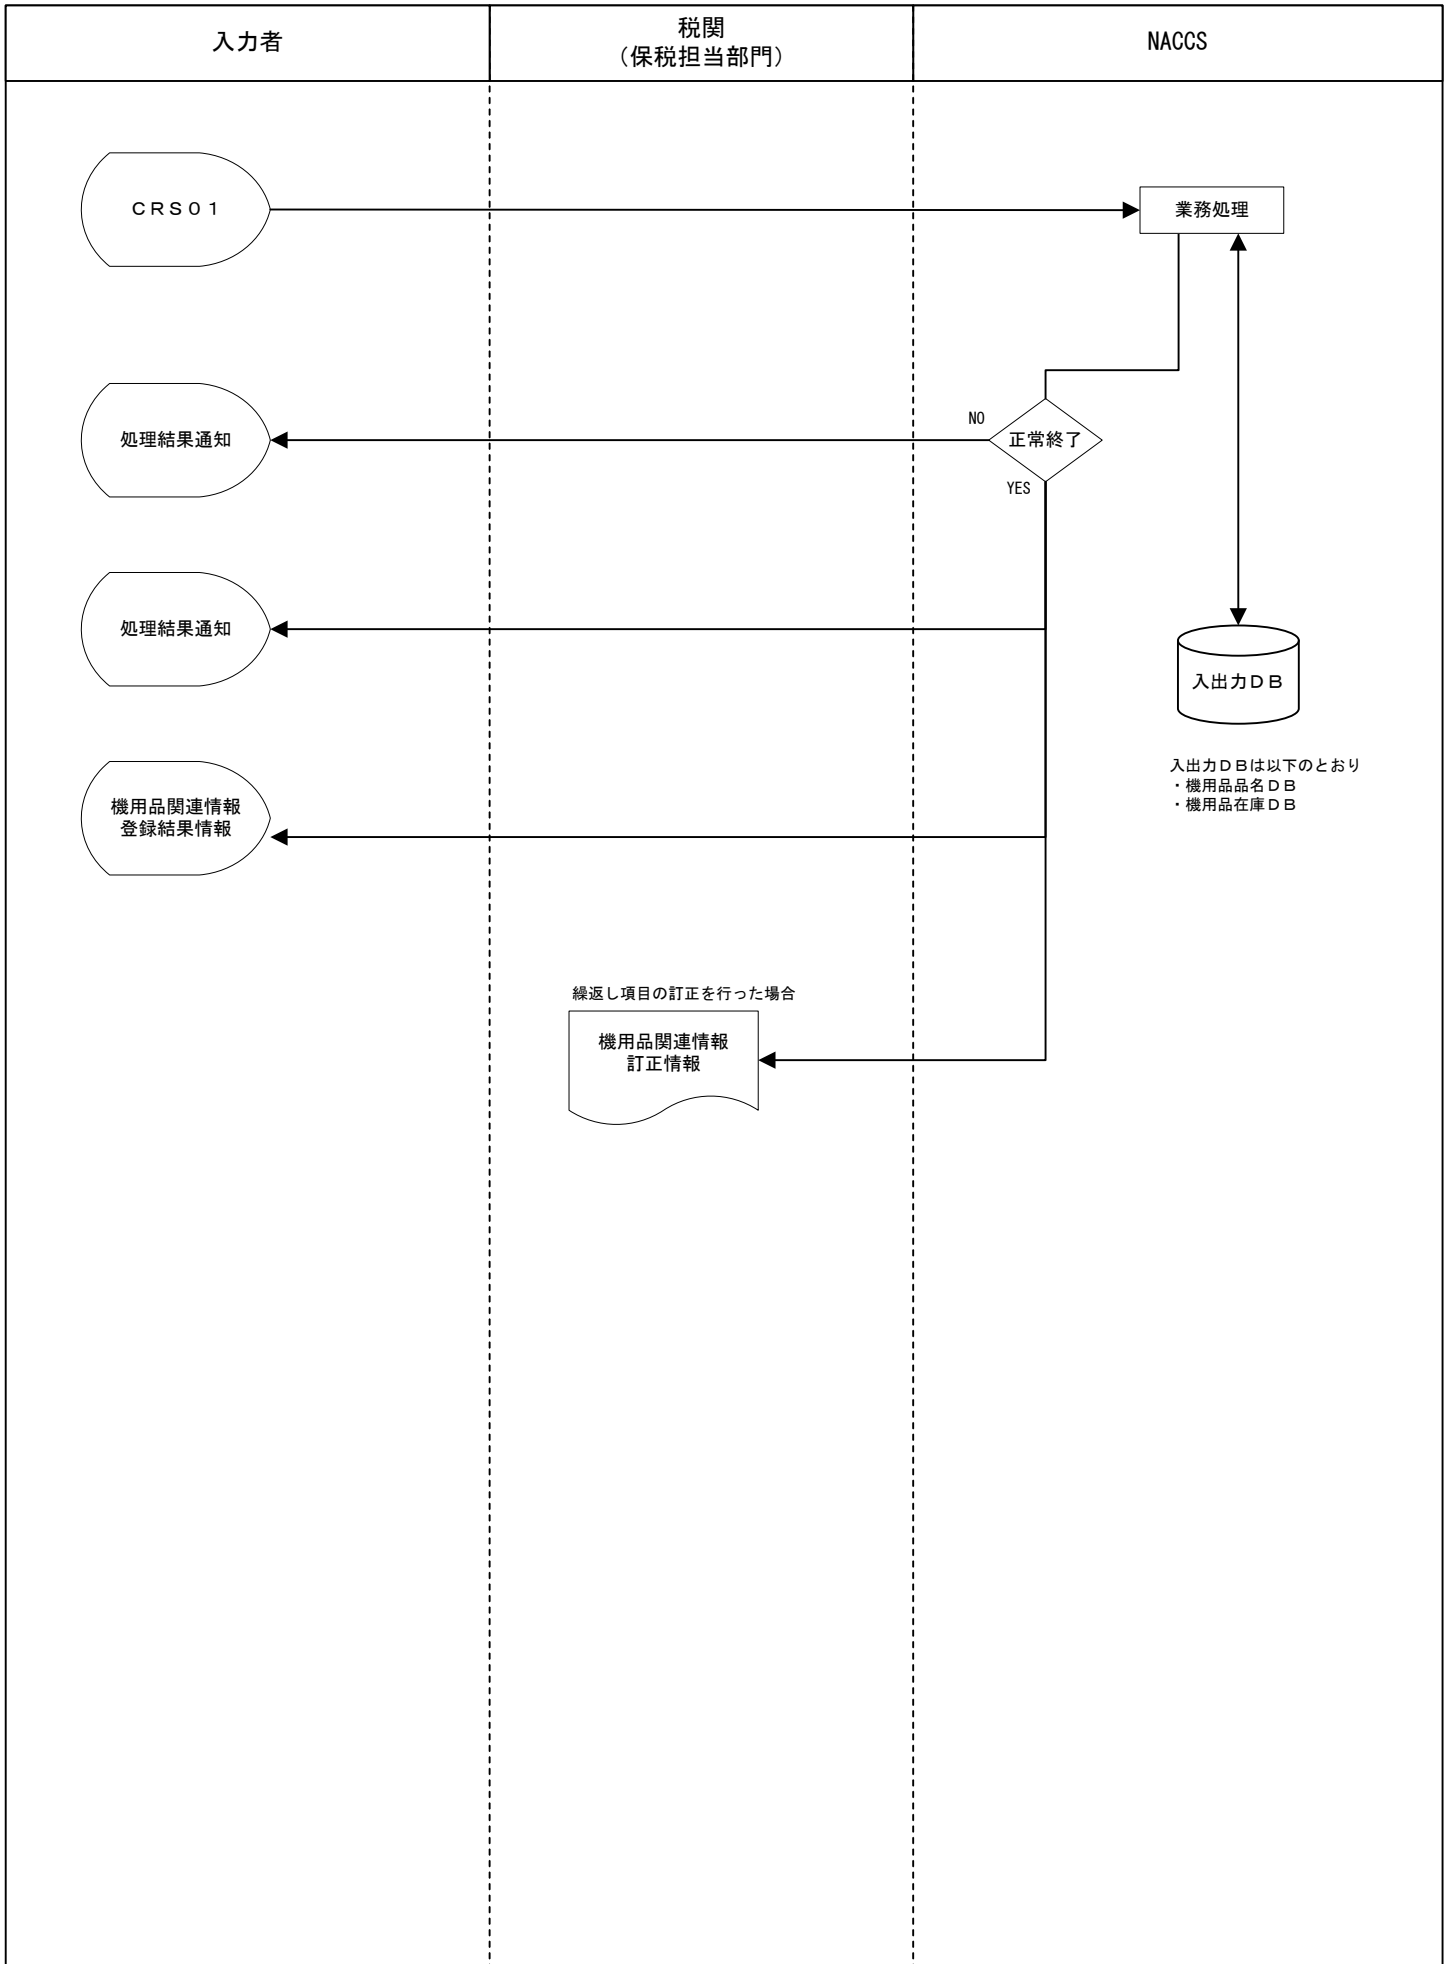 入力者
税関
（保税担当部門）
NACCS
ＣＲＳ０１
業務処理
処理結果通知
NO
正常終了
YES
処理結果通知
入出力ＤＢ
入出力ＤＢは以下のとおり
・機用品品名ＤＢ
・機用品在庫ＤＢ
機用品関連情報
登録結果情報
繰返し項目の訂正を行った場合
機用品関連情報
訂正情報